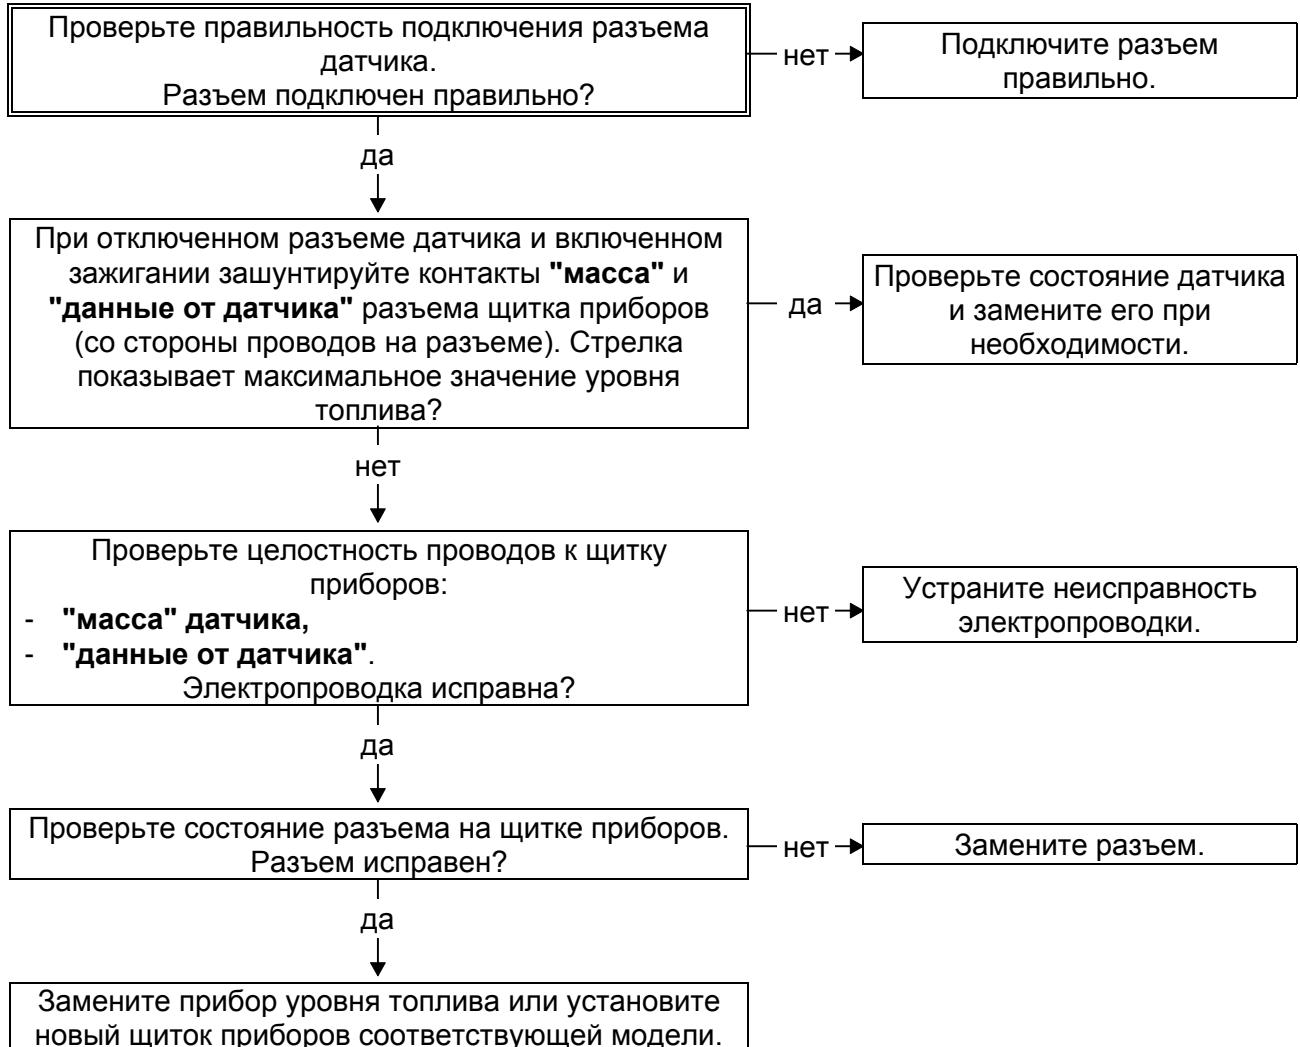 Проверьте правильность подключения разъема
датчика.
Разъем подключен правильно?
нет
Подключите разъем
правильно.
да
При отключенном разъеме датчика и включенном
зажигании зашунтируйте контакты "масса" и
"данные от датчика" разъема щитка приборов
(со стороны проводов на разъеме). Стрелка
показывает максимальное значение уровня
топлива?
да
Проверьте состояние датчика
и замените его при
необходимости.
нет
Проверьте целостность проводов к щитку
приборов:
- "масса" датчика,
- "данные от датчика".
Электропроводка исправна?
нет
Устраните неисправность
электропроводки.
да
Проверьте состояние разъема на щитке приборов.
Разъем исправен?
нет
Замените разъем.
да
Замените прибор уровня топлива или установите
новый щиток приборов соответствующей модели.